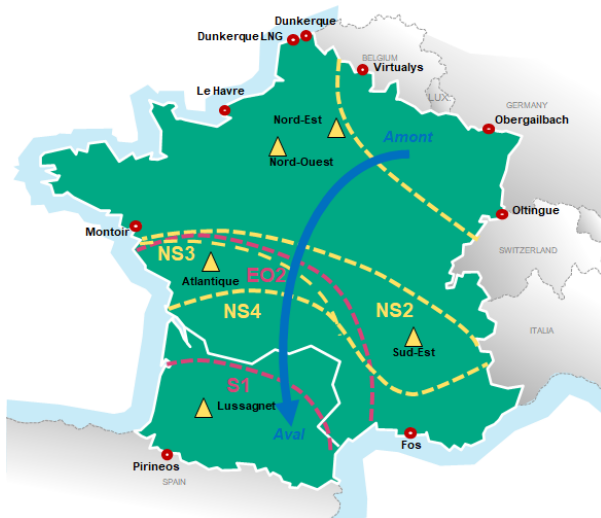 Dunkerque
Dunkerque LNG
BELGIUM
Virtualys
LUX
GERMANY
Le Havre
Nord-Est
Obergailbach
Amont
Nord-Ouest
Oltingue
Montoir
NS3
SWITZERLAND
EO2
Atlantique
NS4
NS2
ITALIA
Sud-Est
S1
Lussagnet
Aval
Fos
Pirineos
SPAIN